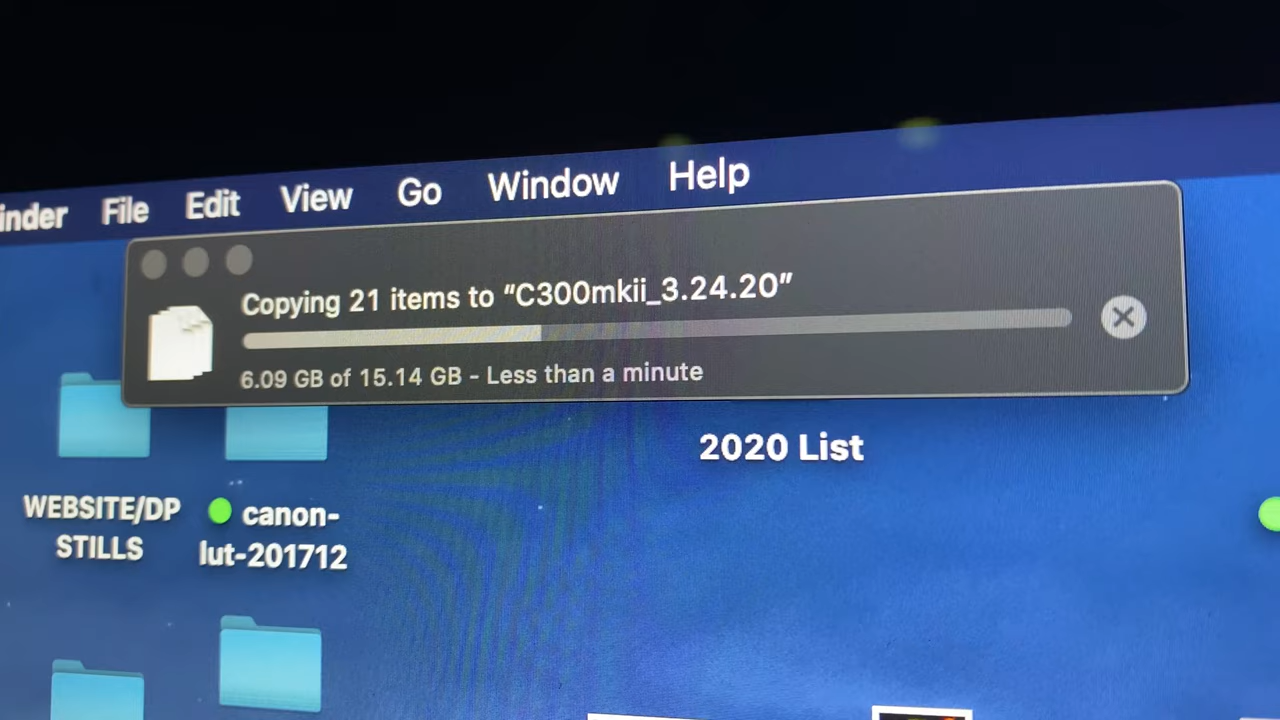 inder File Edit View Go Window Help
Copying 21 items to "C300mkii_3.24.20"
6.09 GB of 15.14 GB - Less than a minute
2020 List
WEBSITE/DP
STILLS
canon-
lut-201712